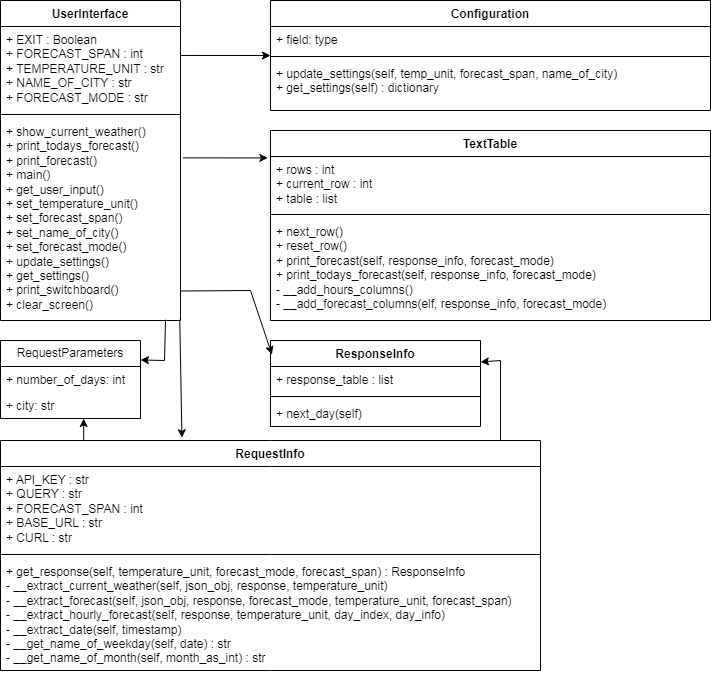 UserInterface
+ EXIT : Boolean
+ FORECAST_SPAN : int
+ TEMPERATURE_UNIT : str
+ NAME_OF_CITY : str
+ FORECAST_MODE : str
+ show_current_weather()
+ print_todays_forecast()
+ print_forecast()
+ main()
+ get_user_input()
+ set_temperature_unit()
+ set_forecast_span()
+ set_name_of_city()
+ set_forecast_mode()
+ update_settings()
+ get_settings()
+ print_switchboard()
+ clear_screen()
Configuration
+ field: type
+ update_settings(self, temp_unit, forecast_span, name_of_city)
+ get_settings(self) : dictionary
TextTable
+ rows : int
+ current_row : int
+ table : list
+ next_row()
+ reset_row()
+ print_forecast(self, response_info, forecast_mode)
+ print_todays_forecast(self, response_info, forecast_mode)
- __add_hours_columns()
- __add_forecast_columns(elf, response_info, forecast_mode)
RequestParameters
+ number_of_days: int
+ city: str
ResponseInfo
+ response_table : list
+ next_day(self)
RequestInfo
+ API_KEY : str
+ QUERY : str
+ FORECAST_SPAN : int
+ BASE_URL : str
+ CURL : str
+ get_response(self, temperature_unit, forecast_mode, forecast_span) : ResponseInfo
- __extract_current_weather(self, json_obj, response, temperature_unit)
- __extract_forecast(self, json_obj, response, forecast_mode, temperature_unit, forecast_span)
- __extract_hourly_forecast(self, response, temperature_unit, day_index, day_info)
- __extract_date(self, timestamp)
- __get_name_of_weekday(self, date) : str
- __get_name_of_month(self, month_as_int) : str